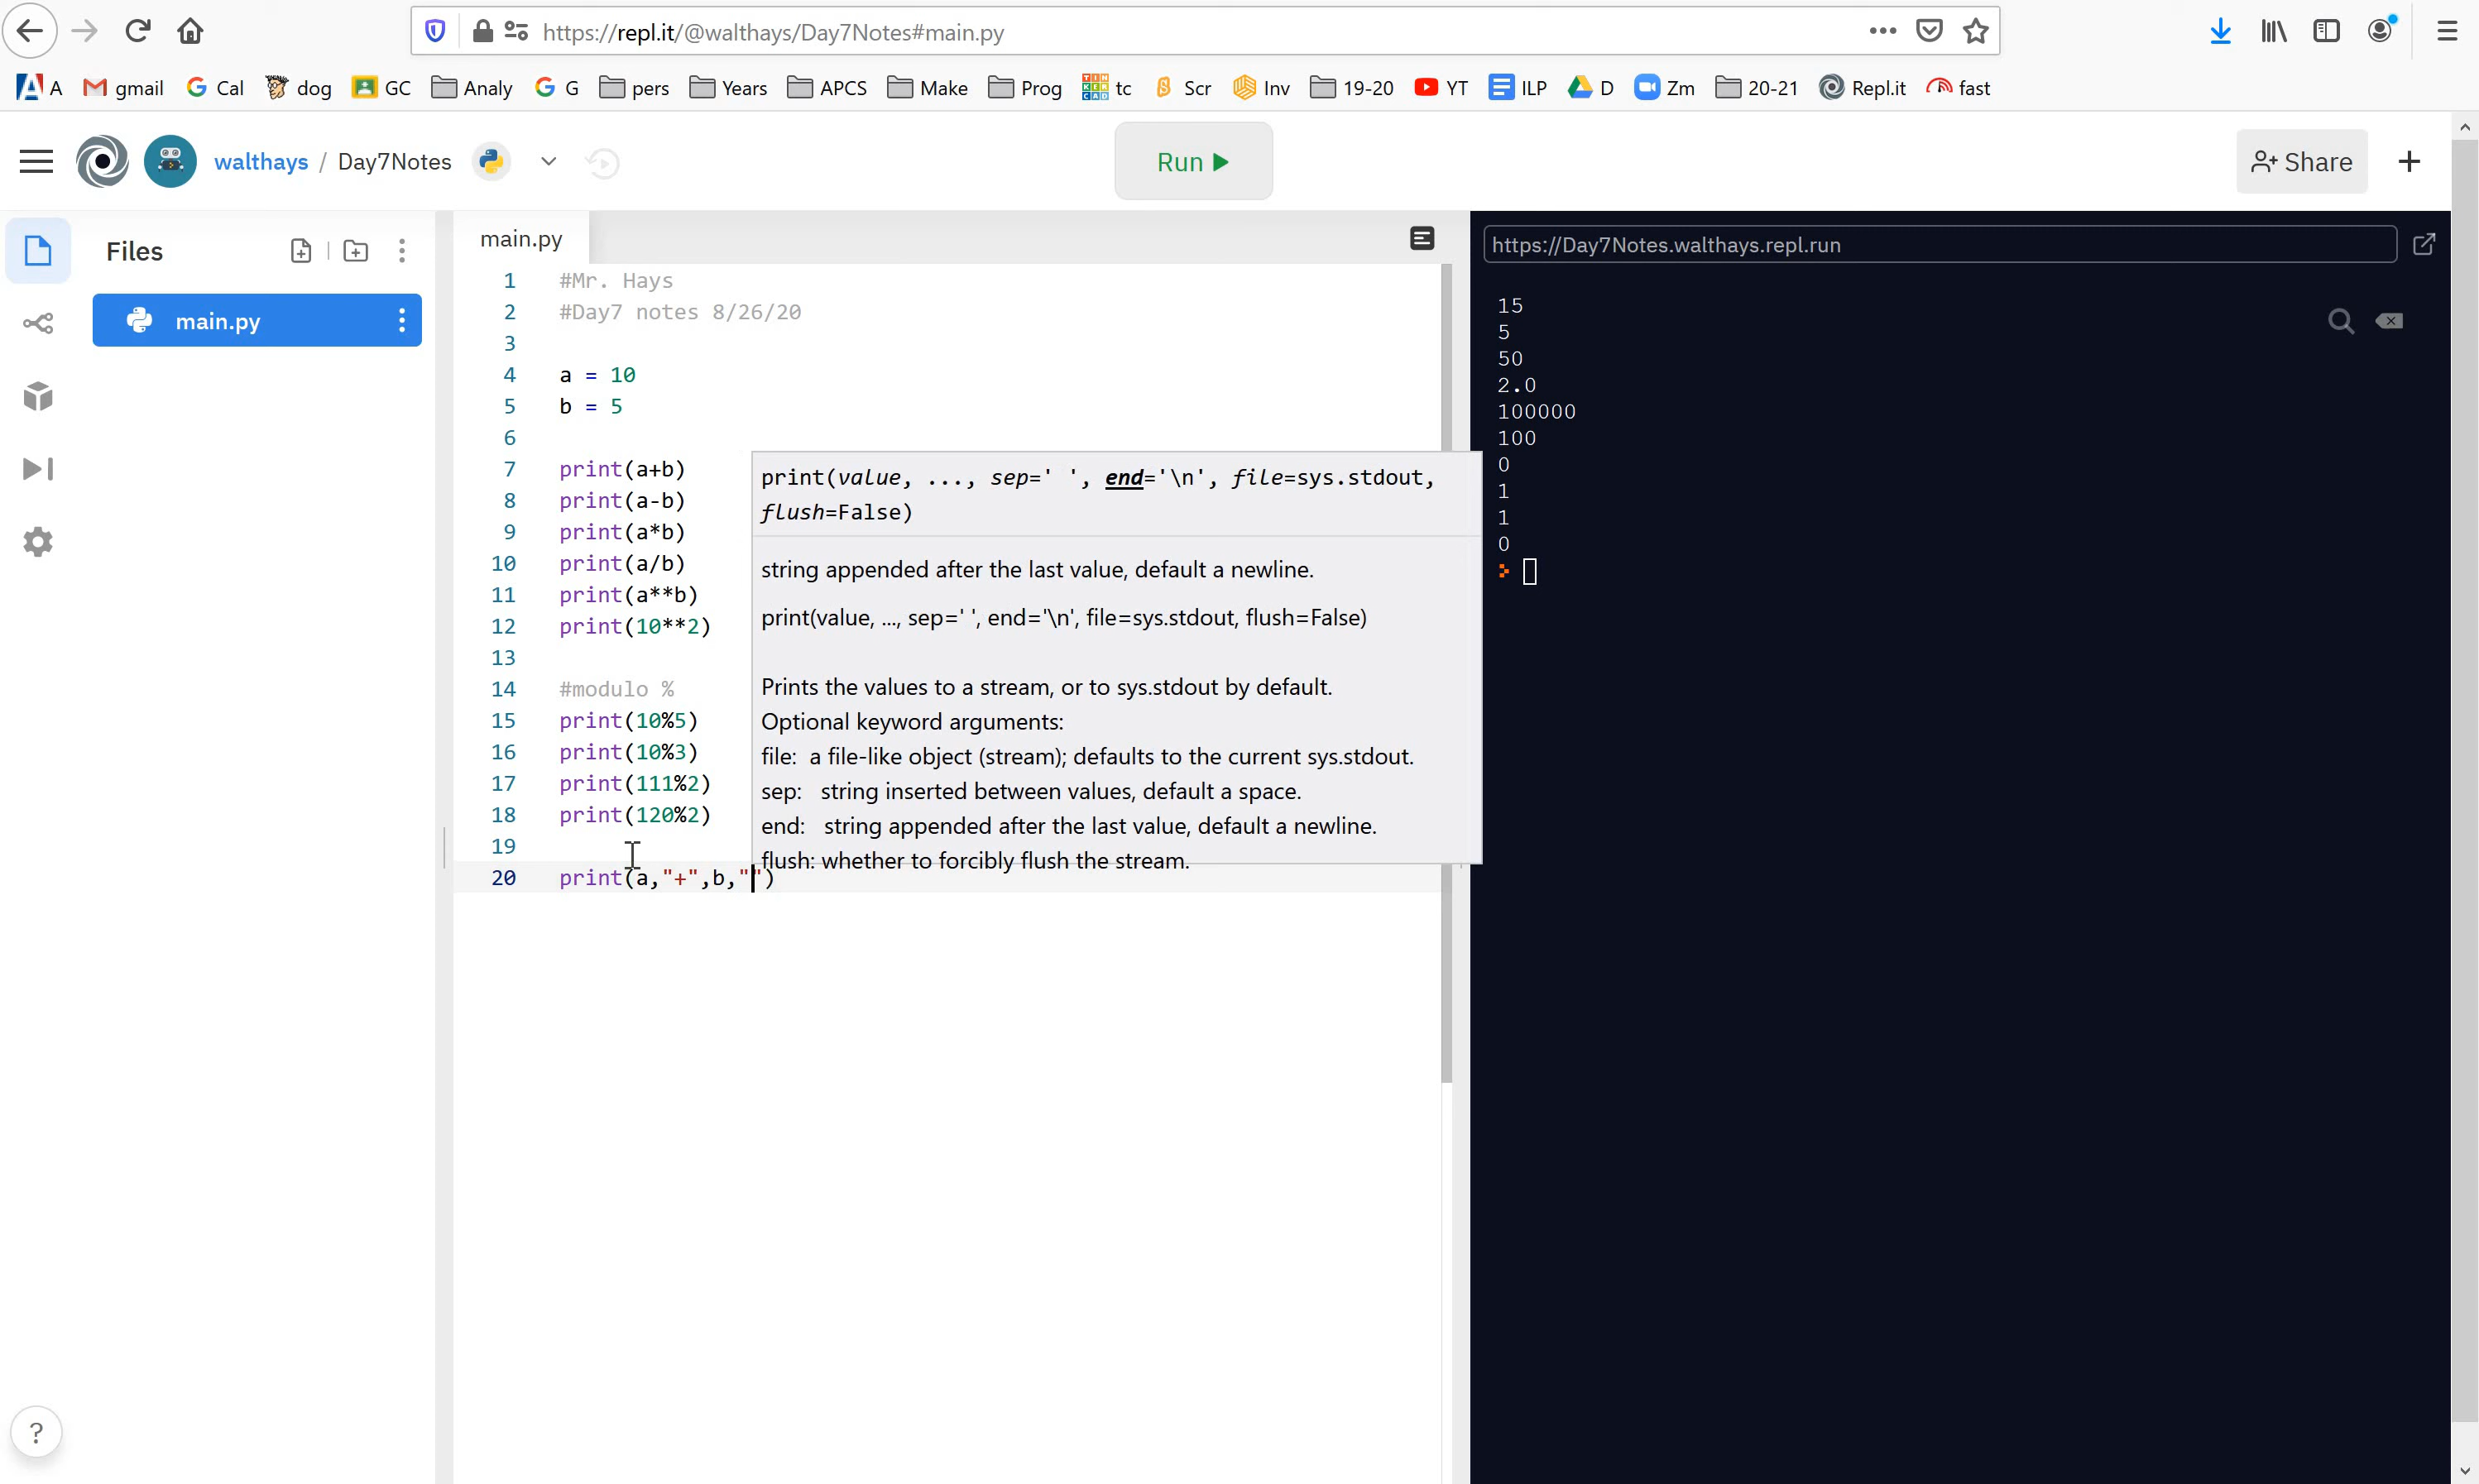 https://repl.it/@walthays/Day7Notes#main.py
A gmail Cal dog GC Analy G pers Years APCS Make Prog tc Scr Inv 19-20 YT ILP D Zm 20-21 Repl.it fast
walthays / Day7Notes
Run
Share
Files
main.py
main.py
1 #Mr. Hays
2 #Day7 notes 8/26/20
3
4 a = 10
5 b = 5
6
7 print(a+b)
8 print(a-b)
9 print(a*b)
10 print(a/b)
11 print(a**b)
12 print(10**2)
13
14 #modulo %
15 print(10%5)
16 print(10%3)
17 print(111%2)
18 print(120%2)
19
20 print(a,"+",b,"")
print(value, ..., sep=' ', end='\n', file=sys.stdout,
flush=False)
string appended after the last value, default a newline.
print(value, ..., sep=' ', end='\n', file=sys.stdout, flush=False)
Prints the values to a stream, or to sys.stdout by default.
Optional keyword arguments:
file: a file-like object (stream); defaults to the current sys.stdout.
sep: string inserted between values, default a space.
end: string appended after the last value, default a newline.
flush: whether to forcibly flush the stream.
https://Day7Notes.walthays.repl.run
15
5
50
2.0
100000
100
0
1
1
0
?